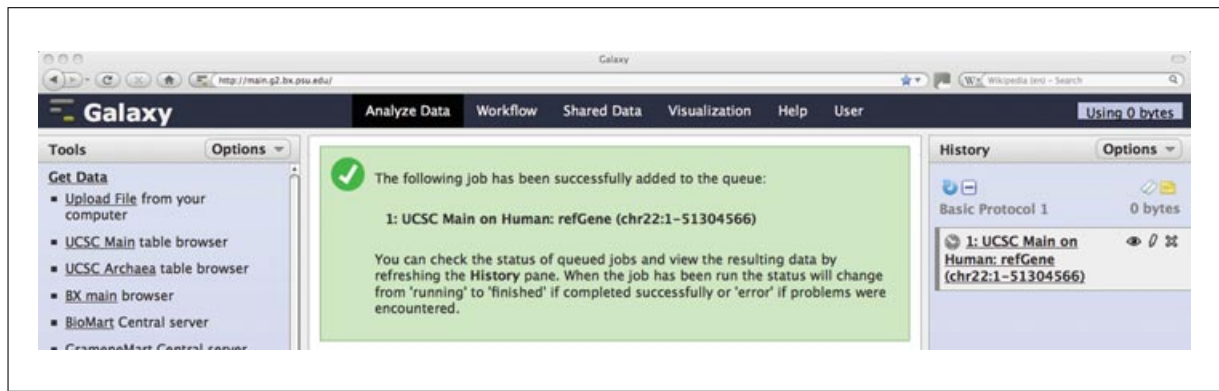 Galaxy
http://main.g2.bx.psu.edu/
Wikipedia (en) - Search
Galaxy
Analyze Data Workflow Shared Data Visualization Help User
Using 0 bytes
Tools Options
Get Data
Upload File from your
computer
UCSC Main table browser
UCSC Archaea table browser
BX main browser
BioMart Central server
GrameneMart Central server
The following job has been successfully added to the queue:
1: UCSC Main on Human: refGene (chr22:1-51304566)
You can check the status of queued jobs and view the resulting data by
refreshing the History pane. When the job has been run the status will change
from 'running' to 'finished' if completed successfully or 'error' if problems were
encountered.
History Options
Basic Protocol 1 0 bytes
1: UCSC Main on
Human: refGene
(chr22:1-51304566)